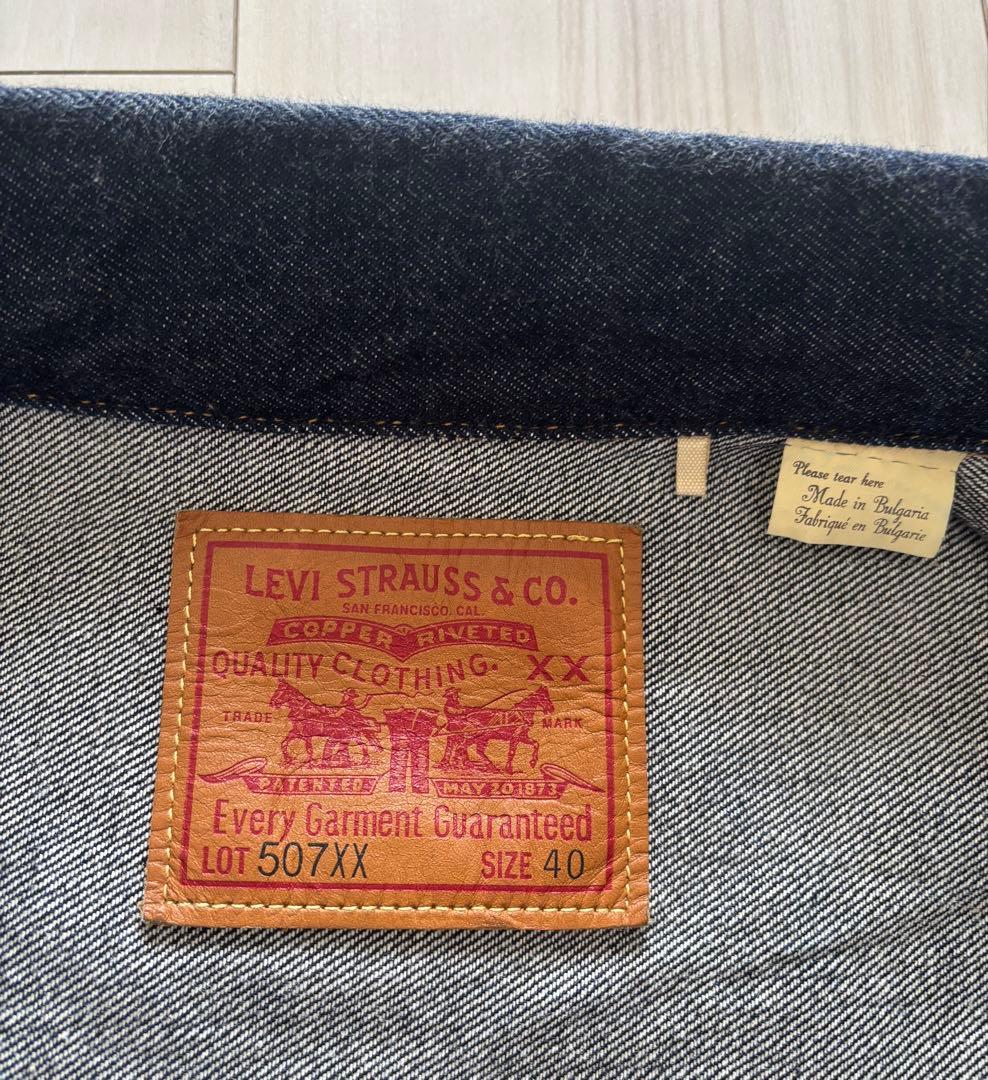 Please tear here
Made in Bulgaria
Fabriqué en Bulgarie
LEVI STRAUSS & CO.
SAN FRANCISCO. CAL.
COPPER RIVETED
QUALITY CLOTHING. XX
TRADE MARK
PATENTED MAY 20 1873
Every Garment Guaranteed
LOT 507XX SIZE 40